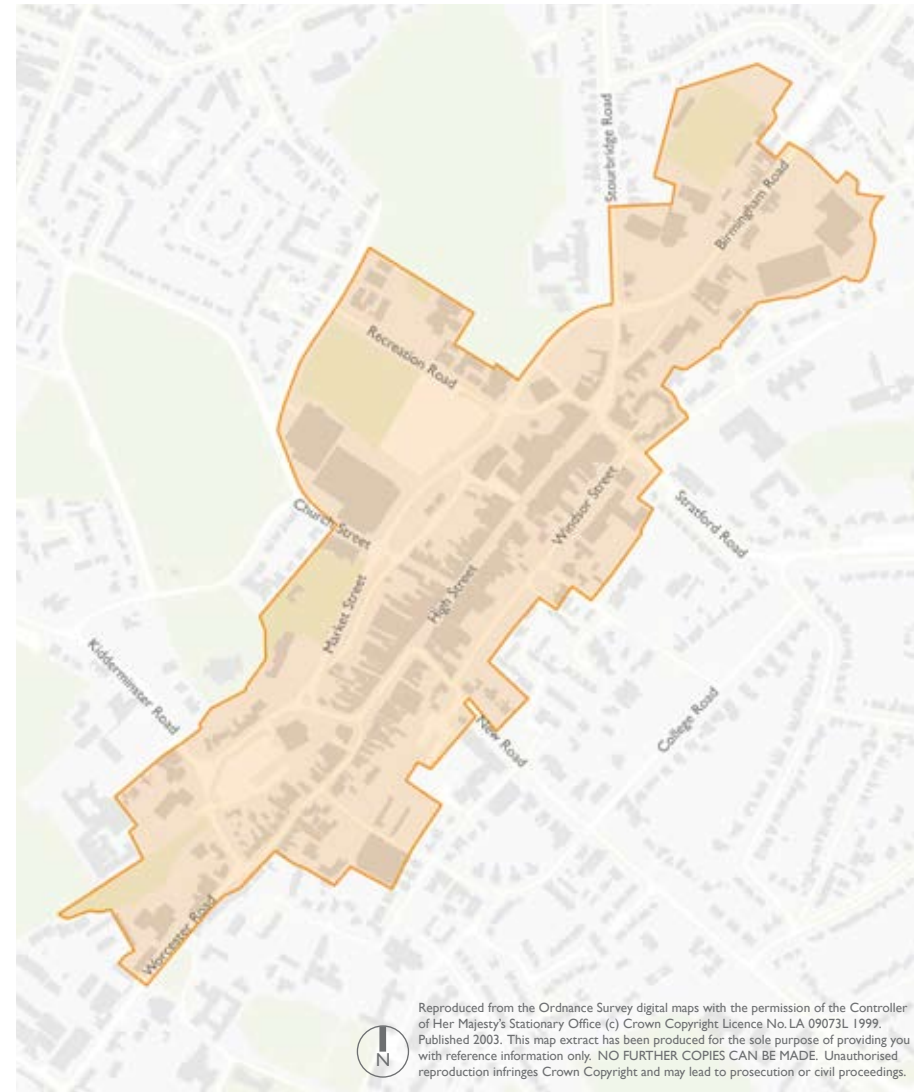 Stourbridge Road
Birmingham Road
Recreation Road
Church Street
Windsor Street
Stratford Road
Market Street
High Street
Kidderminster Road
College Road
New Road
Worcester Road
N
Reproduced from the Ordnance Survey digital maps with the permission of the Controller
of Her Majesty's Stationary Office (c) Crown Copyright Licence No. LA 09073L 1999.
Published 2003. This map extract has been produced for the sole purpose of providing you
with reference information only. NO FURTHER COPIES CAN BE MADE. Unauthorised
reproduction infringes Crown Copyright and may lead to prosecution or civil proceedings.